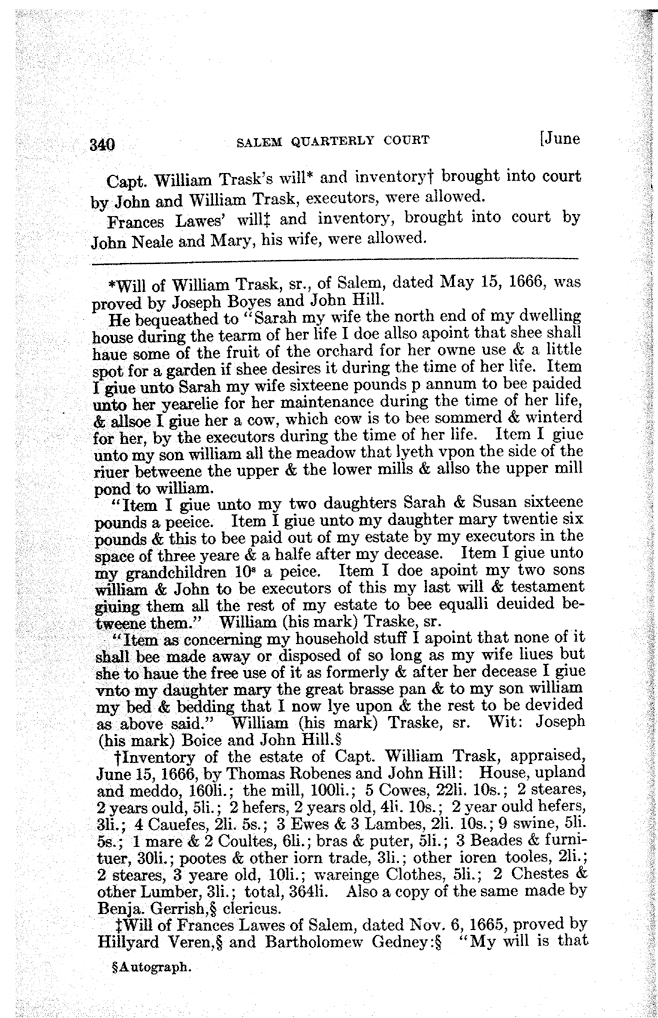 340 SALEM QUARTERLY COURT [June
Capt. William Trask's will* and inventory† brought into court
by John and William Trask, executors, were allowed.
Frances Lawes' will‡ and inventory, brought into court by
John Neale and Mary, his wife, were allowed.
*Will of William Trask, sr., of Salem, dated May 15, 1666, was
proved by Joseph Boyes and John Hill.
He bequeathed to "Sarah my wife the north end of my dwelling
house during the tearm of her life I doe allso apoint that shee shall
haue some of the fruit of the orchard for her owne use & a little
spot for a garden if shee desires it during the time of her life. Item
I giue unto Sarah my wife sixteene pounds p annum to bee paided
unto her yearelie for her maintenance during the time of her life,
& allsoe I giue her a cow, which cow is to bee sommerd & winterd
for her, by the executors during the time of her life. Item I giue
unto my son william all the meadow that lyeth vpon the side of the
riuer betweene the upper & the lower mills & allso the upper mill
pond to william.
"Item I giue unto my two daughters Sarah & Susan sixteene
pounds a peeice. Item I giue unto my daughter mary twentie six
pounds & this to bee paid out of my estate by my executors in the
space of three yeare & a halfe after my decease. Item I giue unto
my grandchildren 10ˢ a peice. Item I doe apoint my two sons
william & John to be executors of this my last will & testament
giuing them all the rest of my estate to bee equalli deuided be-
tweene them." William (his mark) Traske, sr.
"Item as concerning my household stuff I apoint that none of it
shall bee made away or disposed of so long as my wife liues but
she to haue the free use of it as formerly & after her decease I giue
vnto my daughter mary the great brasse pan & to my son william
my bed & bedding that I now lye upon & the rest to be devided
as above said." William (his mark) Traske, sr. Wit: Joseph
(his mark) Boice and John Hill.§
†Inventory of the estate of Capt. William Trask, appraised,
June 15, 1666, by Thomas Robenes and John Hill: House, upland
and meddo, 160li.; the mill, 100li.; 5 Cowes, 22li. 10s.; 2 steares,
2 years ould, 5li.; 2 hefers, 2 years old, 4li. 10s.; 2 year ould hefers,
3li.; 4 Cauefes, 2li. 5s.; 3 Ewes & 3 Lambes, 2li. 10s.; 9 swine, 5li.
5s.; 1 mare & 2 Coultes, 6li.; bras & puter, 5li.; 3 Beades & furni-
tuer, 30li.; pootes & other iorn trade, 3li.; other ioren tooles, 2li.;
2 steares, 3 yeare old, 10li.; wareinge Clothes, 5li.; 2 Chestes &
other Lumber, 3li.; total, 364li. Also a copy of the same made by
Benja. Gerrish,§ clericus.
‡Will of Frances Lawes of Salem, dated Nov. 6, 1665, proved by
Hillyard Veren,§ and Bartholomew Gedney:§ "My will is that
§Autograph.